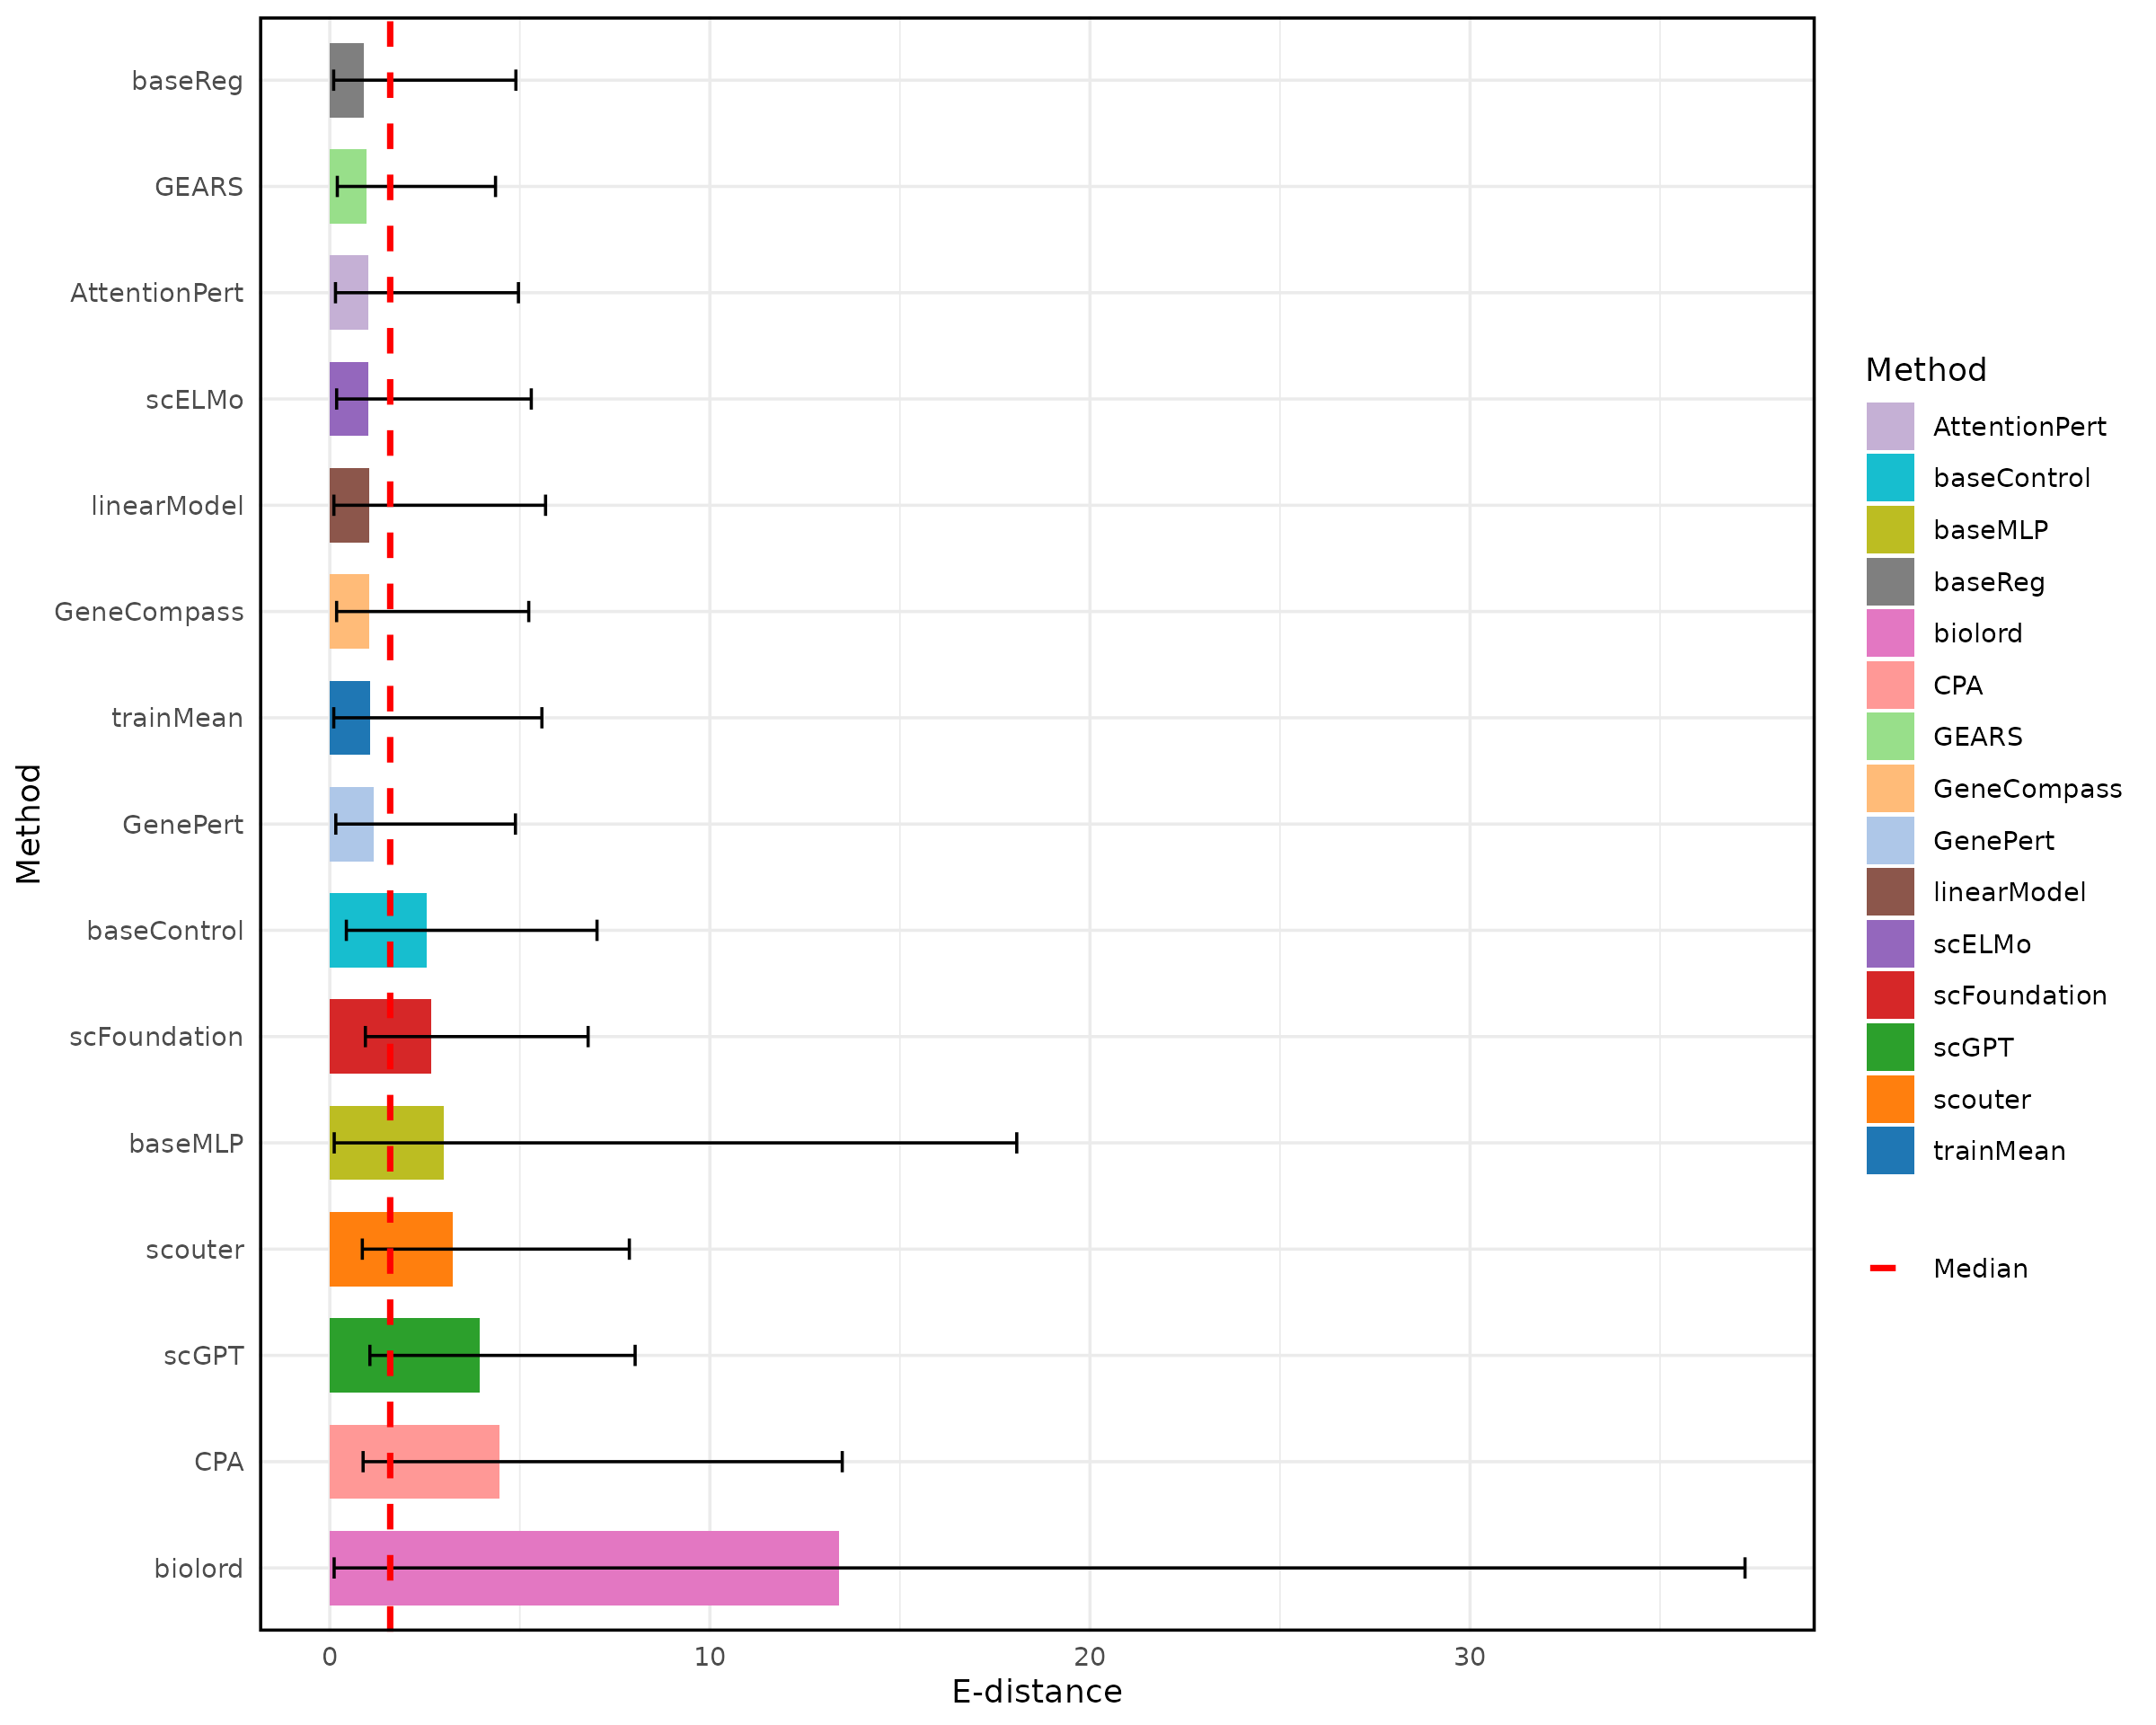 Method
baseReg
GEARS
AttentionPert
scELMo
linearModel
GeneCompass
trainMean
GenePert
baseControl
scFoundation
baseMLP
scouter
scGPT
CPA
biolord
0 10 20 30
E-distance
Method
AttentionPert
baseControl
baseMLP
baseReg
biolord
CPA
GEARS
GeneCompass
GenePert
linearModel
scELMo
scFoundation
scGPT
scouter
trainMean
Median